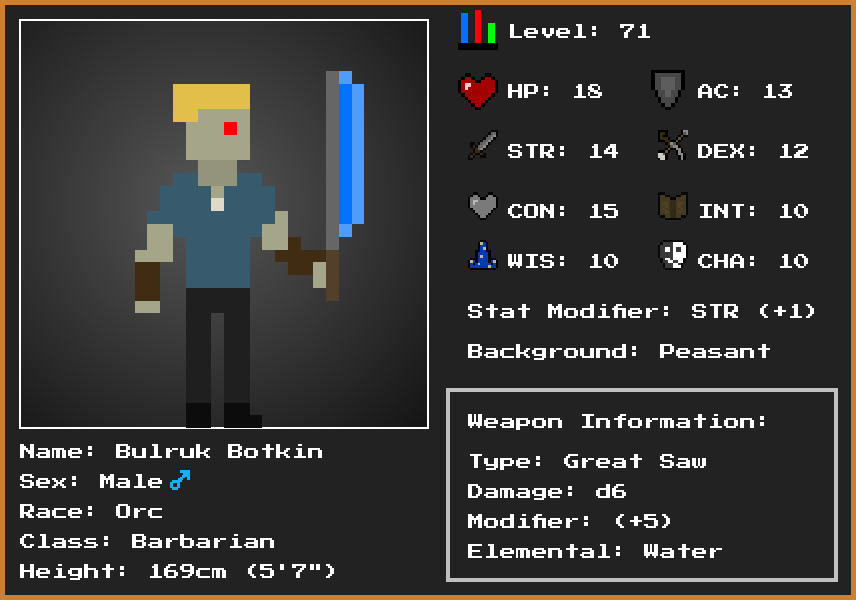 Level: 71
HP: 18
AC: 13
STR: 14
DEX: 12
CON: 15
INT: 10
WIS: 10
CHA: 10
Stat Modifier: STR (+1)
Background: Peasant
Weapon Information:
Type: Great Saw
Damage: d6
Modifier: (+5)
Elemental: Water
Name: Bulruk Botkin
Sex: Male♂
Race: Orc
Class: Barbarian
Height: 169cm (5'7")